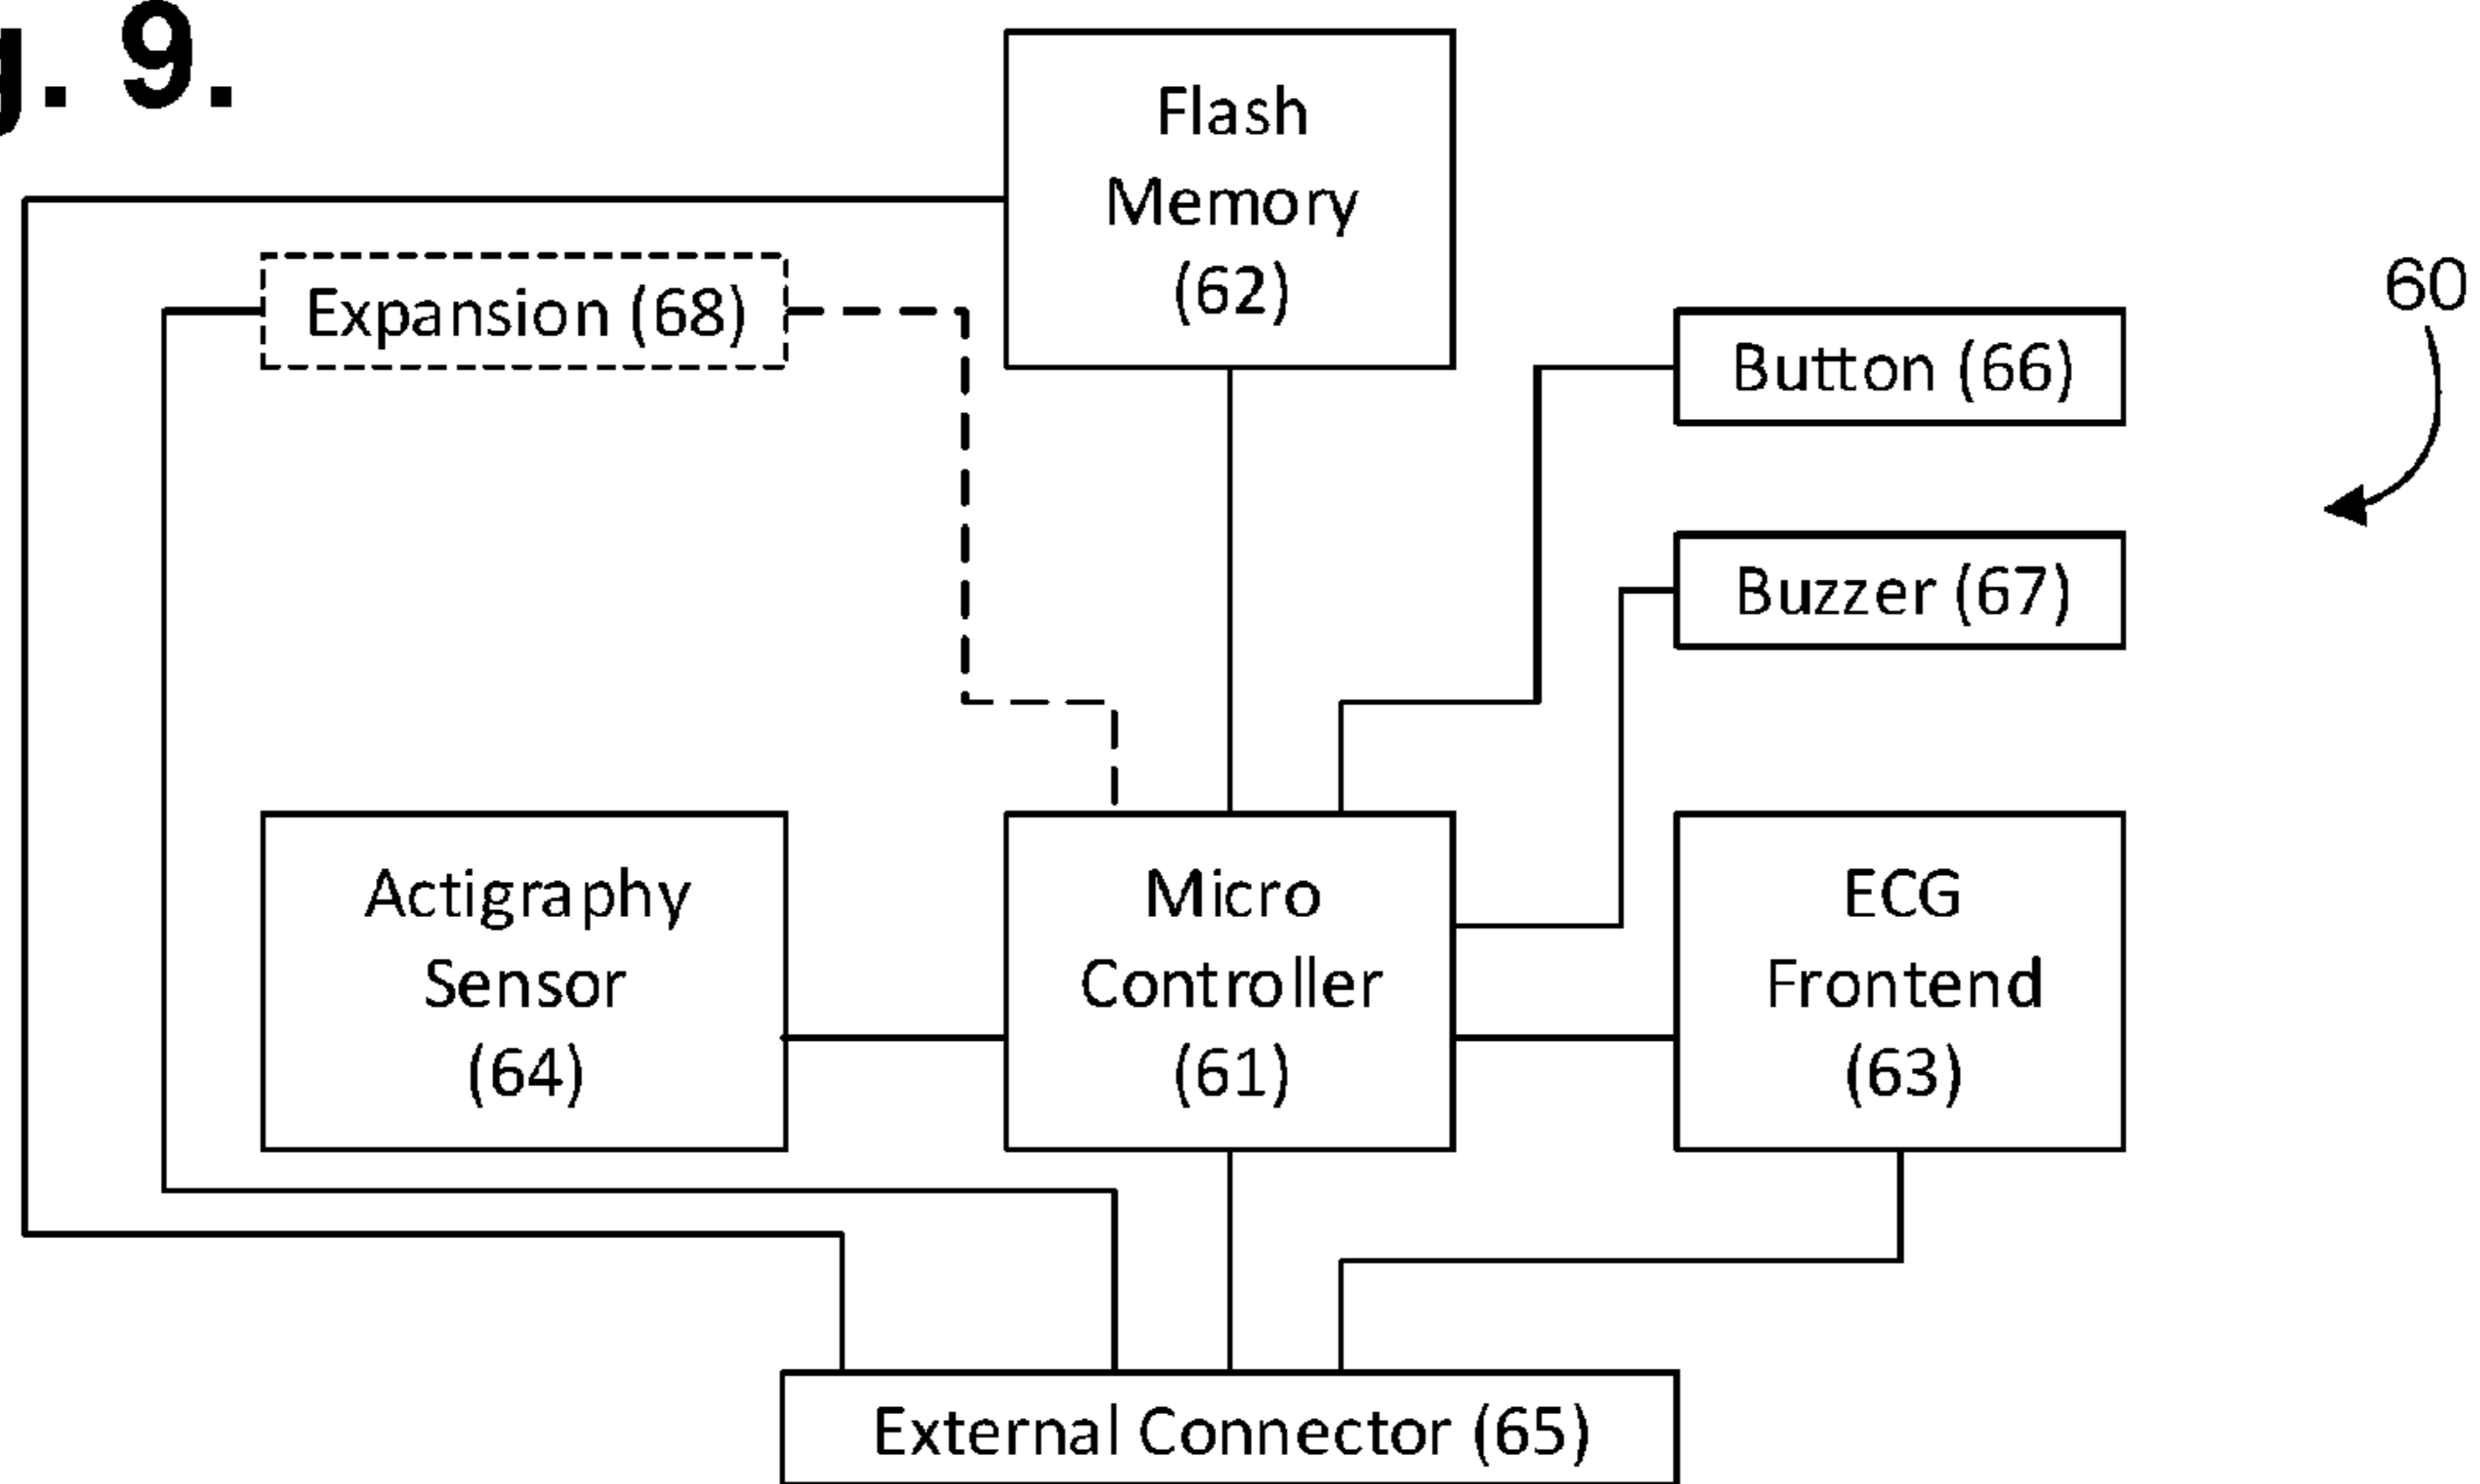 g. 9.
Flash
Memory
(62)
Expansion (68)
60
Button (66)
Buzzer (67)
Actigraphy
Sensor
(64)
Micro
Controller
(61)
ECG
Frontend
(63)
External Connector (65)